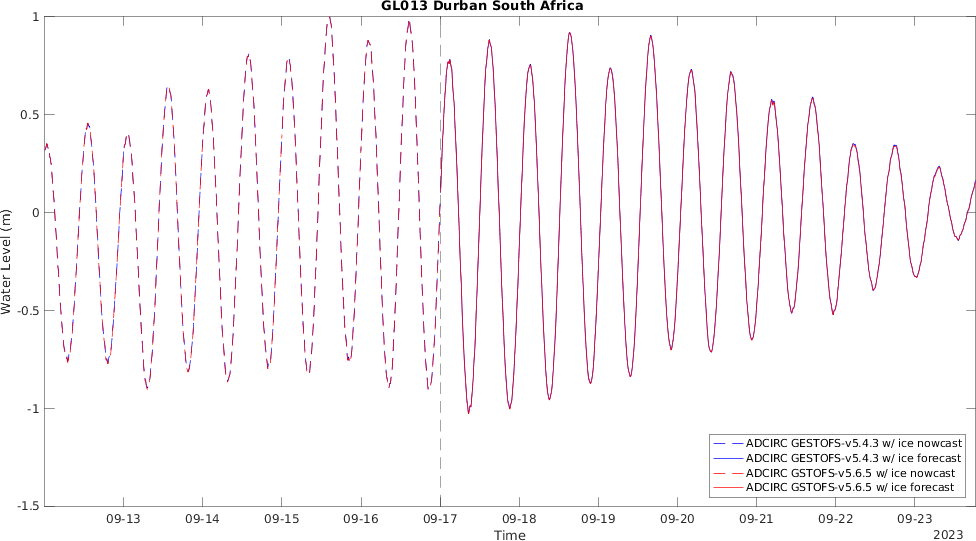 GL013 Durban South Africa
1
0.5
0
-0.5
-1
-1.5
Water Level (m)
09-13 09-14 09-15 09-16 09-17 09-18 09-19 09-20 09-21 09-22 09-23
Time
2023
ADCIRC GESTOFS-v5.4.3 w/ ice nowcast
ADCIRC GESTOFS-v5.4.3 w/ ice forecast
ADCIRC GSTOFS-v5.6.5 w/ ice nowcast
ADCIRC GSTOFS-v5.6.5 w/ ice forecast